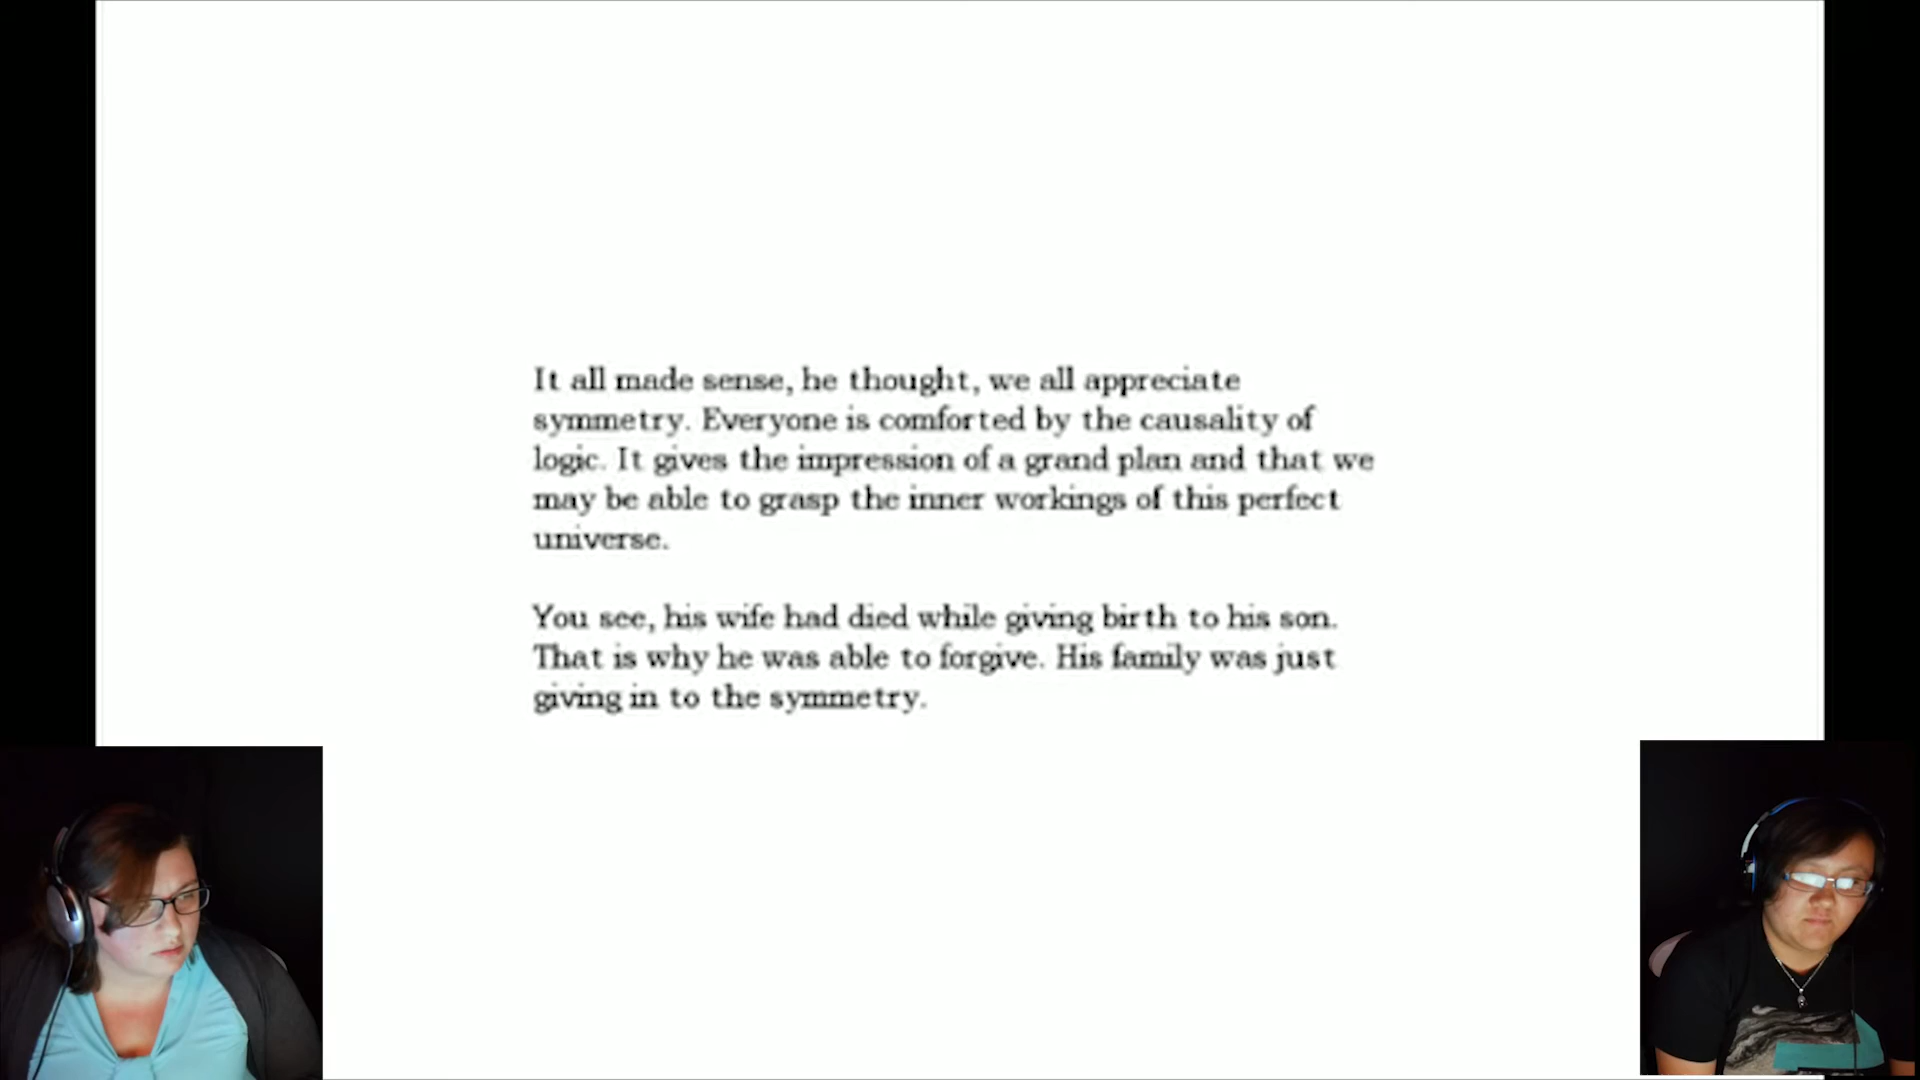 It all made sense, he thought, we all appreciate
symmetry. Everyone is comforted by the causality of
logic. It gives the impression of a grand plan and that we
may be able to grasp the inner workings of this perfect
universe.
You see, his wife had died while giving birth to his son.
That is why he was able to forgive. His family was just
giving in to the symmetry.